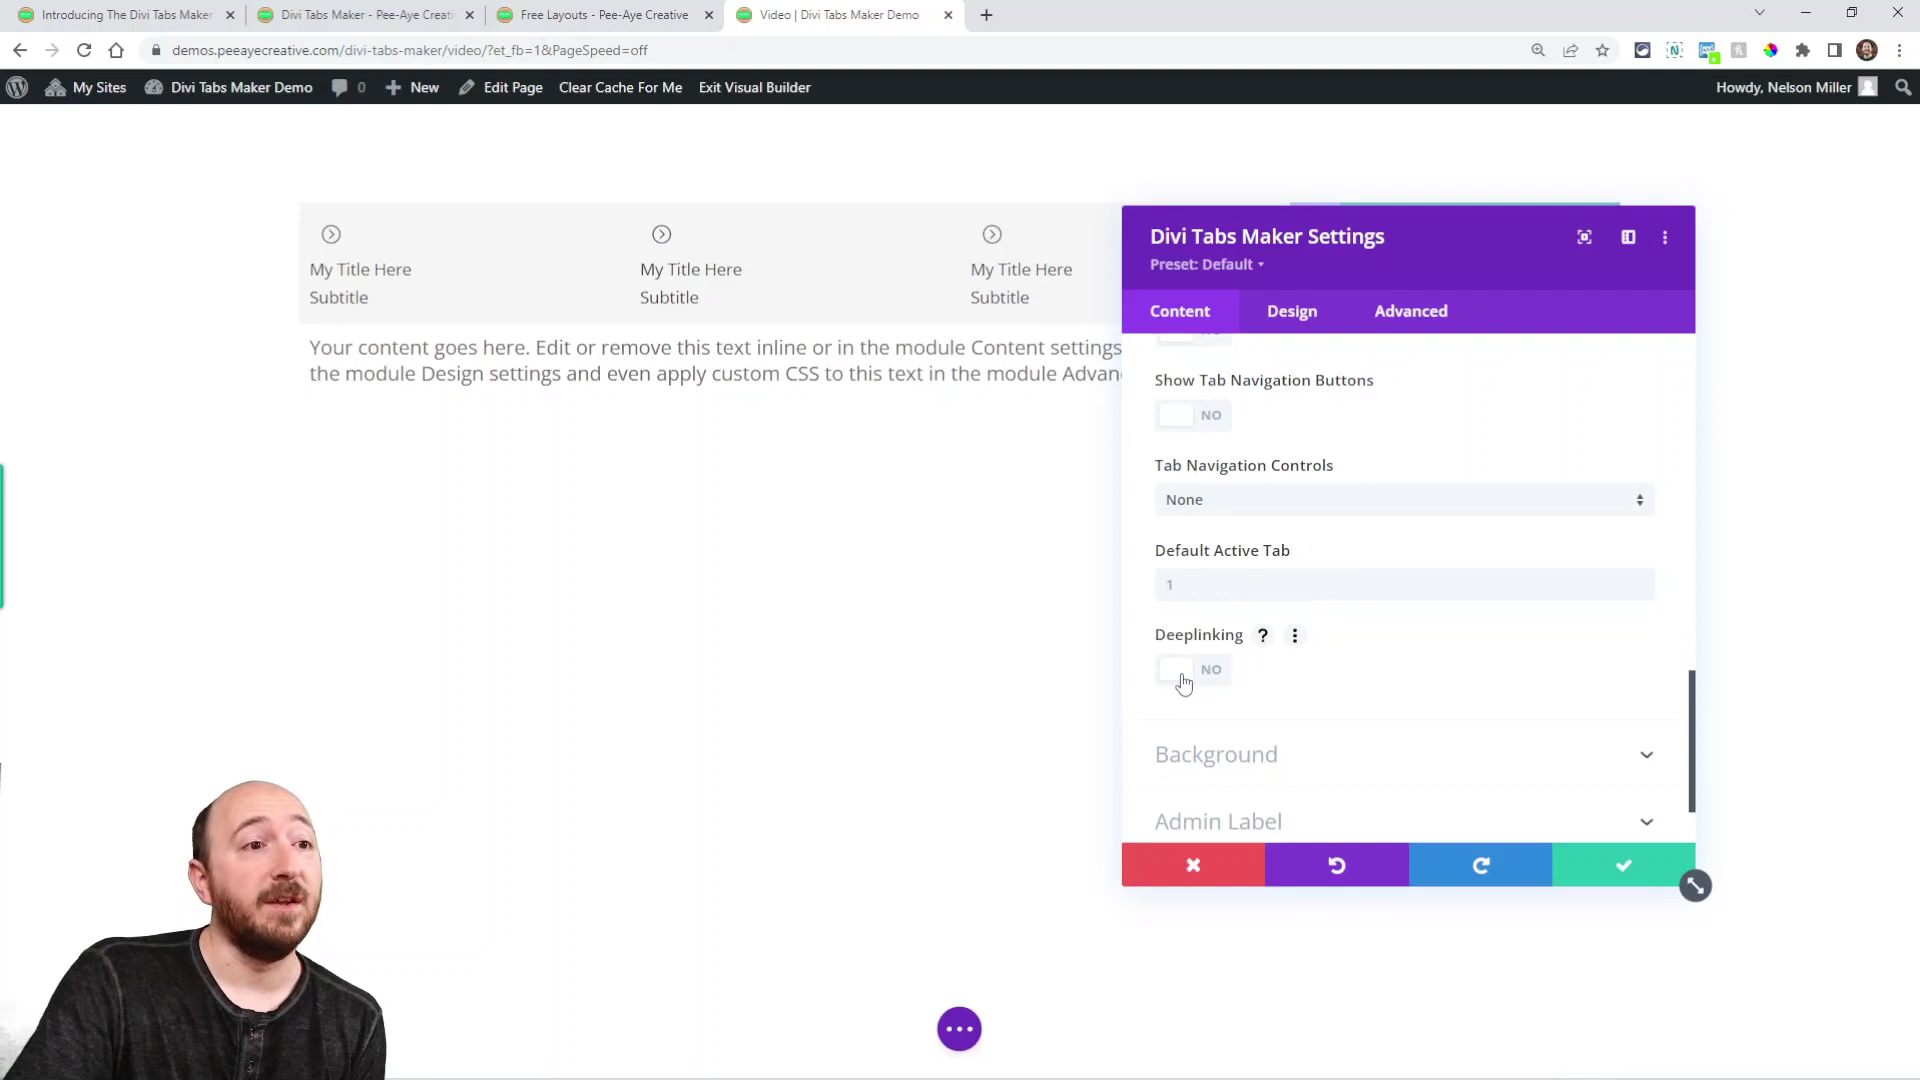 Introducing The Divi Tabs Maker
Divi Tabs Maker - Pee-Aye Creati
Free Layouts - Pee-Aye Creative
Video | Divi Tabs Maker Demo
demos.peeayecreative.com/divi-tabs-maker/video/?et_fb=1&PageSpeed=off
My Sites
Divi Tabs Maker Demo
0
New
Edit Page
Clear Cache For Me
Exit Visual Builder
Howdy, Nelson Miller
My Title Here
Subtitle
My Title Here
Subtitle
My Title Here
Subtitle
Your content goes here. Edit or remove this text inline or in the module Content settings
the module Design settings and even apply custom CSS to this text in the module Advan
Divi Tabs Maker Settings
Preset: Default
Content
Design
Advanced
Show Tab Navigation Buttons
NO
Tab Navigation Controls
None
Default Active Tab
1
Deeplinking ?
NO
Background
Admin Label